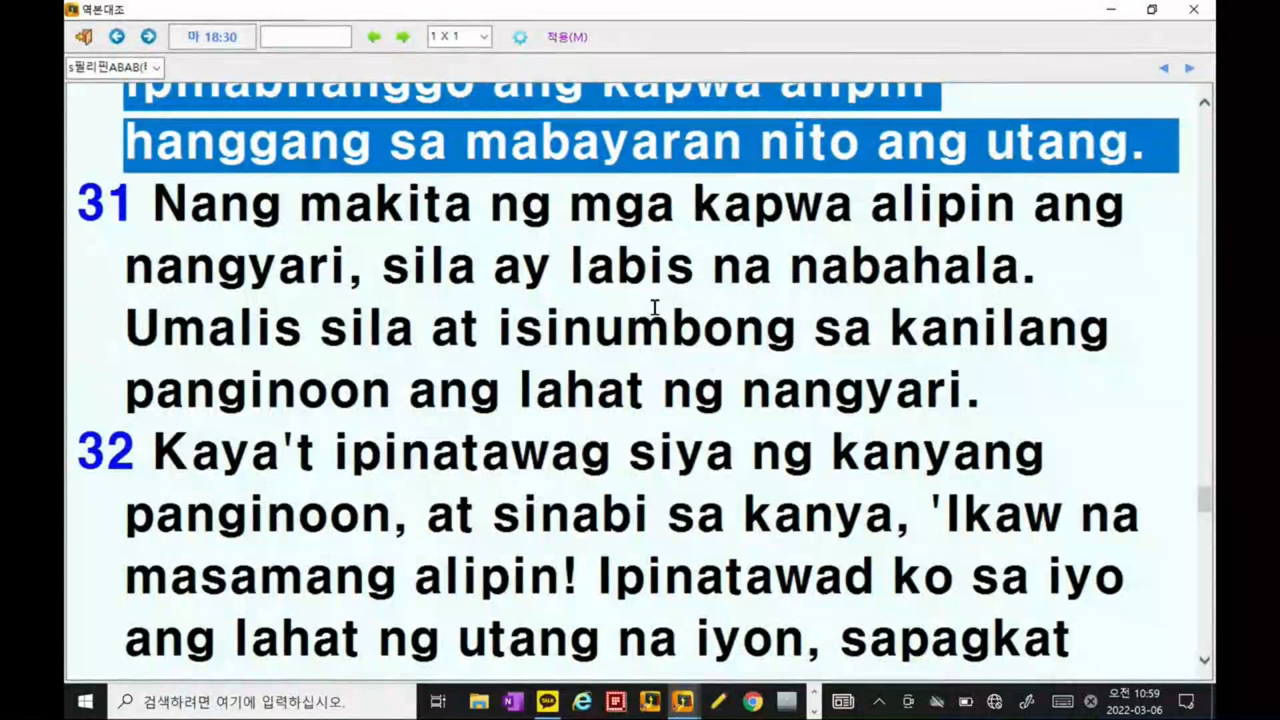 역본대조
마 18:30
1 X 1
적용(M)
s필리핀ABAB(
ipinabilanggo ang kapwa alipin
hanggang sa mabayaran nito ang utang.
31 Nang makita ng mga kapwa alipin ang
nangyari, sila ay labis na nabahala.
Umalis sila at isinumbong sa kanilang
panginoon ang lahat ng nangyari.
32 Kaya't ipinatawag siya ng kanyang
panginoon, at sinabi sa kanya, 'Ikaw na
masamang alipin! Ipinatawad ko sa iyo
ang lahat ng utang na iyon, sapagkat
검색하려면 여기에 입력하십시오.
TALK
오전 10:59
2022-03-06